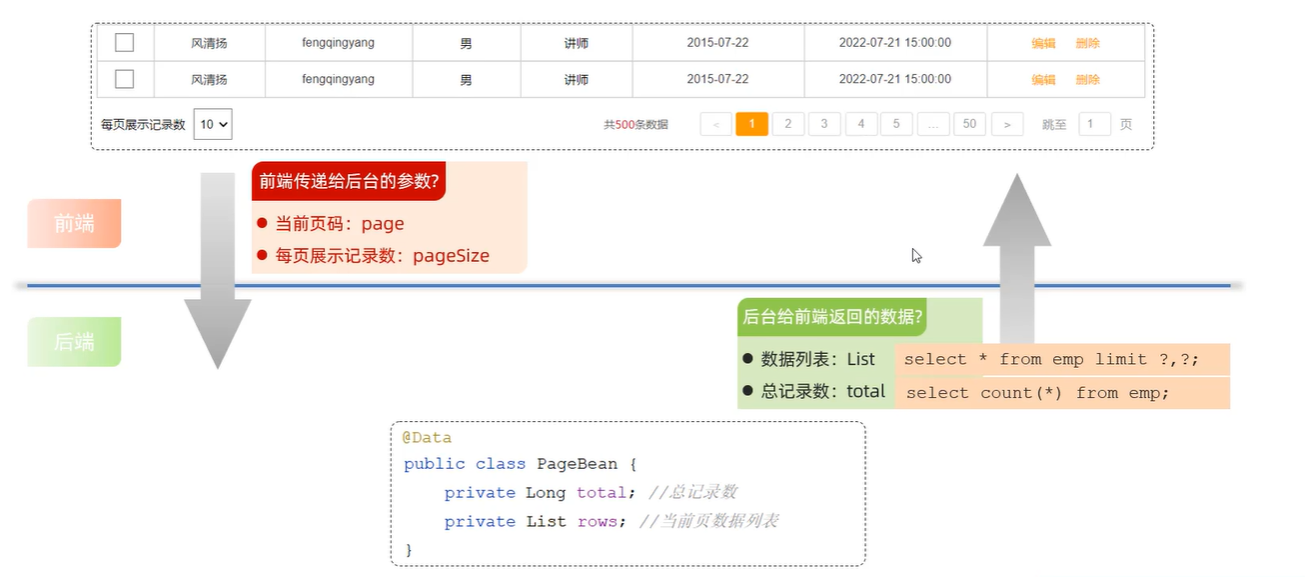 风清扬 fengqingyang 男 讲师 2015-07-22 2022-07-21 15:00:00 编辑 删除
风清扬 fengqingyang 男 讲师 2015-07-22 2022-07-21 15:00:00 编辑 删除
每页展示记录数 10 共500条数据 < 1 2 3 4 5 ... 50 > 跳至 1 页
前端传递给后台的参数?
前端
当前页码：page
每页展示记录数：pageSize
后台给前端返回的数据?
后端
数据列表：List select * from emp limit ?,?;
总记录数：total select count(*) from emp;
@Data
public class PageBean {
private Long total; //总记录数
private List rows; //当前页数据列表
}